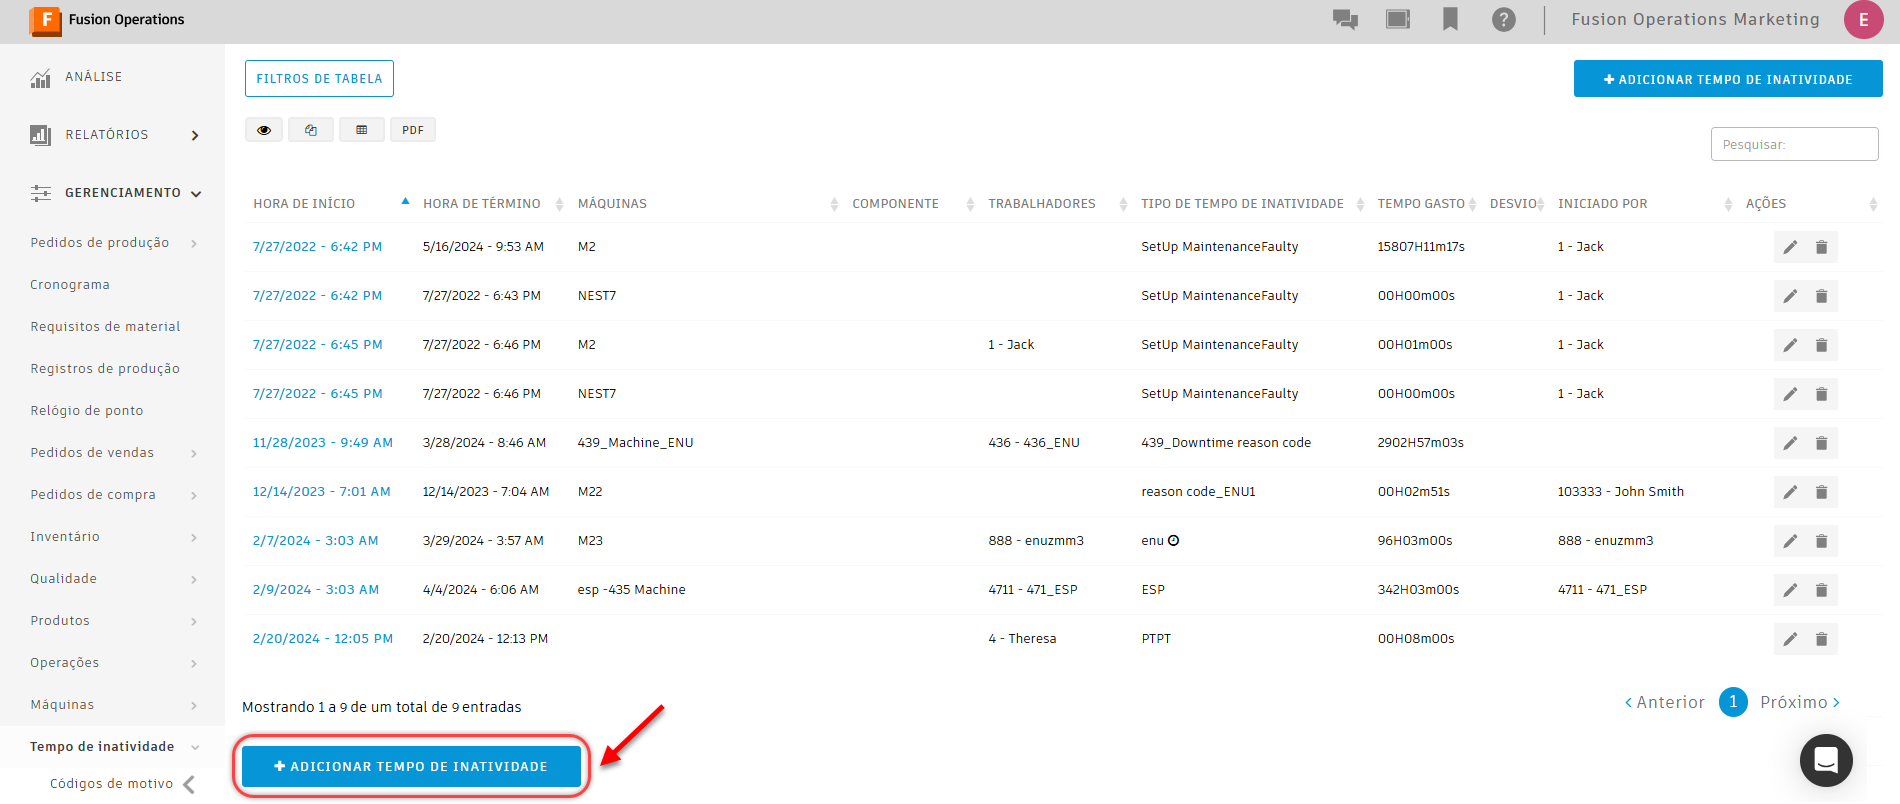 F Fusion Operations
Fusion Operations Marketing E
ANÁLISE
RELATÓRIOS
GERENCIAMENTO
Pedidos de produção
Cronograma
Requisitos de material
Registros de produção
Relógio de ponto
Pedidos de vendas
Pedidos de compra
Inventário
Qualidade
Produtos
Operações
Máquinas
Tempo de inatividade
Códigos de motivo
FILTROS DE TABELA
+ ADICIONAR TEMPO DE INATIVIDADE
PDF
Pesquisar:
HORA DE INÍCIO HORA DE TÉRMINO MÁQUINAS COMPONENTE TRABALHADORES TIPO DE TEMPO DE INATIVIDADE TEMPO GASTO DESVIO INICIADO POR AÇÕES
7/27/2022 - 6:42 PM 5/16/2024 - 9:53 AM M2 SetUp MaintenanceFaulty 15807H11m17s 1 - Jack
7/27/2022 - 6:42 PM 7/27/2022 - 6:43 PM NEST7 SetUp MaintenanceFaulty 00H00m00s 1 - Jack
7/27/2022 - 6:45 PM 7/27/2022 - 6:46 PM M2 1 - Jack SetUp MaintenanceFaulty 00H01m00s 1 - Jack
7/27/2022 - 6:45 PM 7/27/2022 - 6:46 PM NEST7 SetUp MaintenanceFaulty 00H00m00s 1 - Jack
11/28/2023 - 9:49 AM 3/28/2024 - 8:46 AM 439_Machine_ENU 436 - 436_ENU 439_Downtime reason code 2902H57m03s
12/14/2023 - 7:01 AM 12/14/2023 - 7:04 AM M22 reason code_ENU1 00H02m51s 103333 - John Smith
2/7/2024 - 3:03 AM 3/29/2024 - 3:57 AM M23 888 - enuzmm3 enu 96H03m00s 888 - enuzmm3
2/9/2024 - 3:03 AM 4/4/2024 - 6:06 AM esp -435 Machine 4711 - 471_ESP ESP 342H03m00s 4711 - 471_ESP
2/20/2024 - 12:05 PM 2/20/2024 - 12:13 PM 4 - Theresa PTPT 00H08m00s
Mostrando 1 a 9 de um total de 9 entradas
Anterior 1 Próximo
+ ADICIONAR TEMPO DE INATIVIDADE